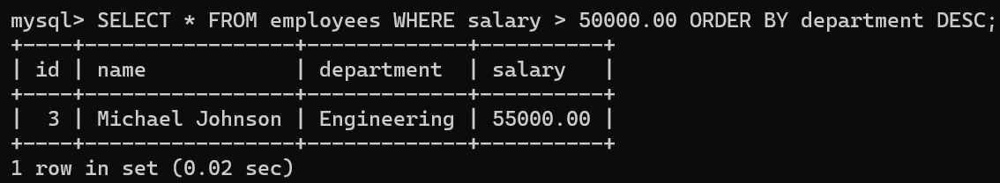 mysql> SELECT * FROM employees WHERE salary > 50000.00 ORDER BY department DESC;
+----+-----------------+-------------+----------+
| id | name            | department  | salary   |
+----+-----------------+-------------+----------+
|  3 | Michael Johnson | Engineering | 55000.00 |
+----+-----------------+-------------+----------+
1 row in set (0.02 sec)